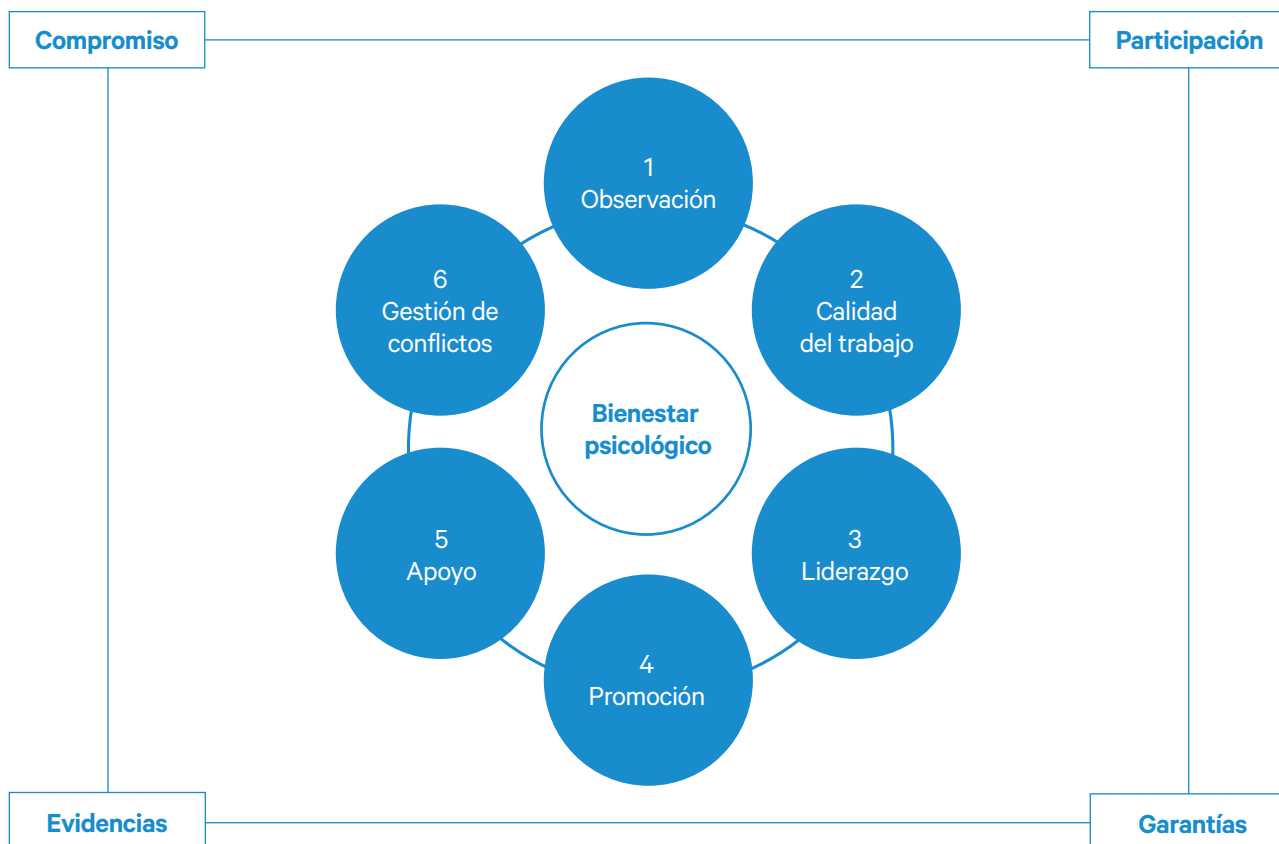 Compromiso
Participación
1
Observación
6
Gestión de
conflictos
2
Calidad
del trabajo
Bienestar
psicológico
5
Apoyo
3
Liderazgo
4
Promoción
Evidencias
Garantías